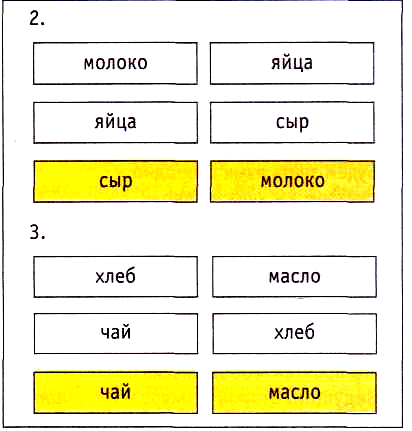 2.
молоко яйца
яйца сыр
сыр молоко
3.
хлеб масло
чай хлеб
чай масло